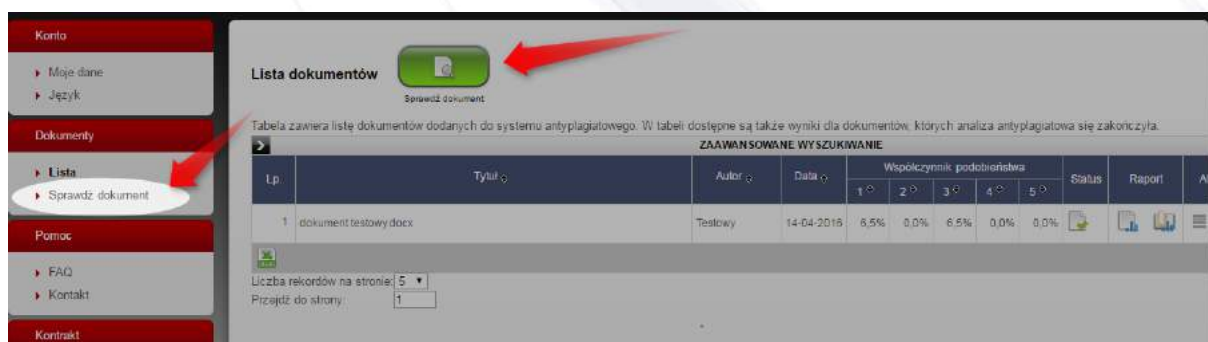 Konto
Moje dane
Język
Dokumenty
Lista
Sprawdź dokument
Pomoc
FAQ
Kontakt
Kontrakt
Lista dokumentów
Sprawdź dokument
Tabela zawiera listę dokumentów dodanych do systemu antyplagiatowego. W tabeli dostępne są także wyniki dla dokumentów, których analiza antyplagiatowa się zakończyła.
ZAAWANSOWANE WYSZUKIWANIE
Lp. Tytuł Autor Data Współczynnik podobieństwa Status Raport
1 2 3 4 5
1 dokument testowy.docx Testowy 14-04-2016 6,5% 0,0% 6,5% 0,0% 0,0%
Liczba rekordów na stronie: 5
Przejdź do strony: 1